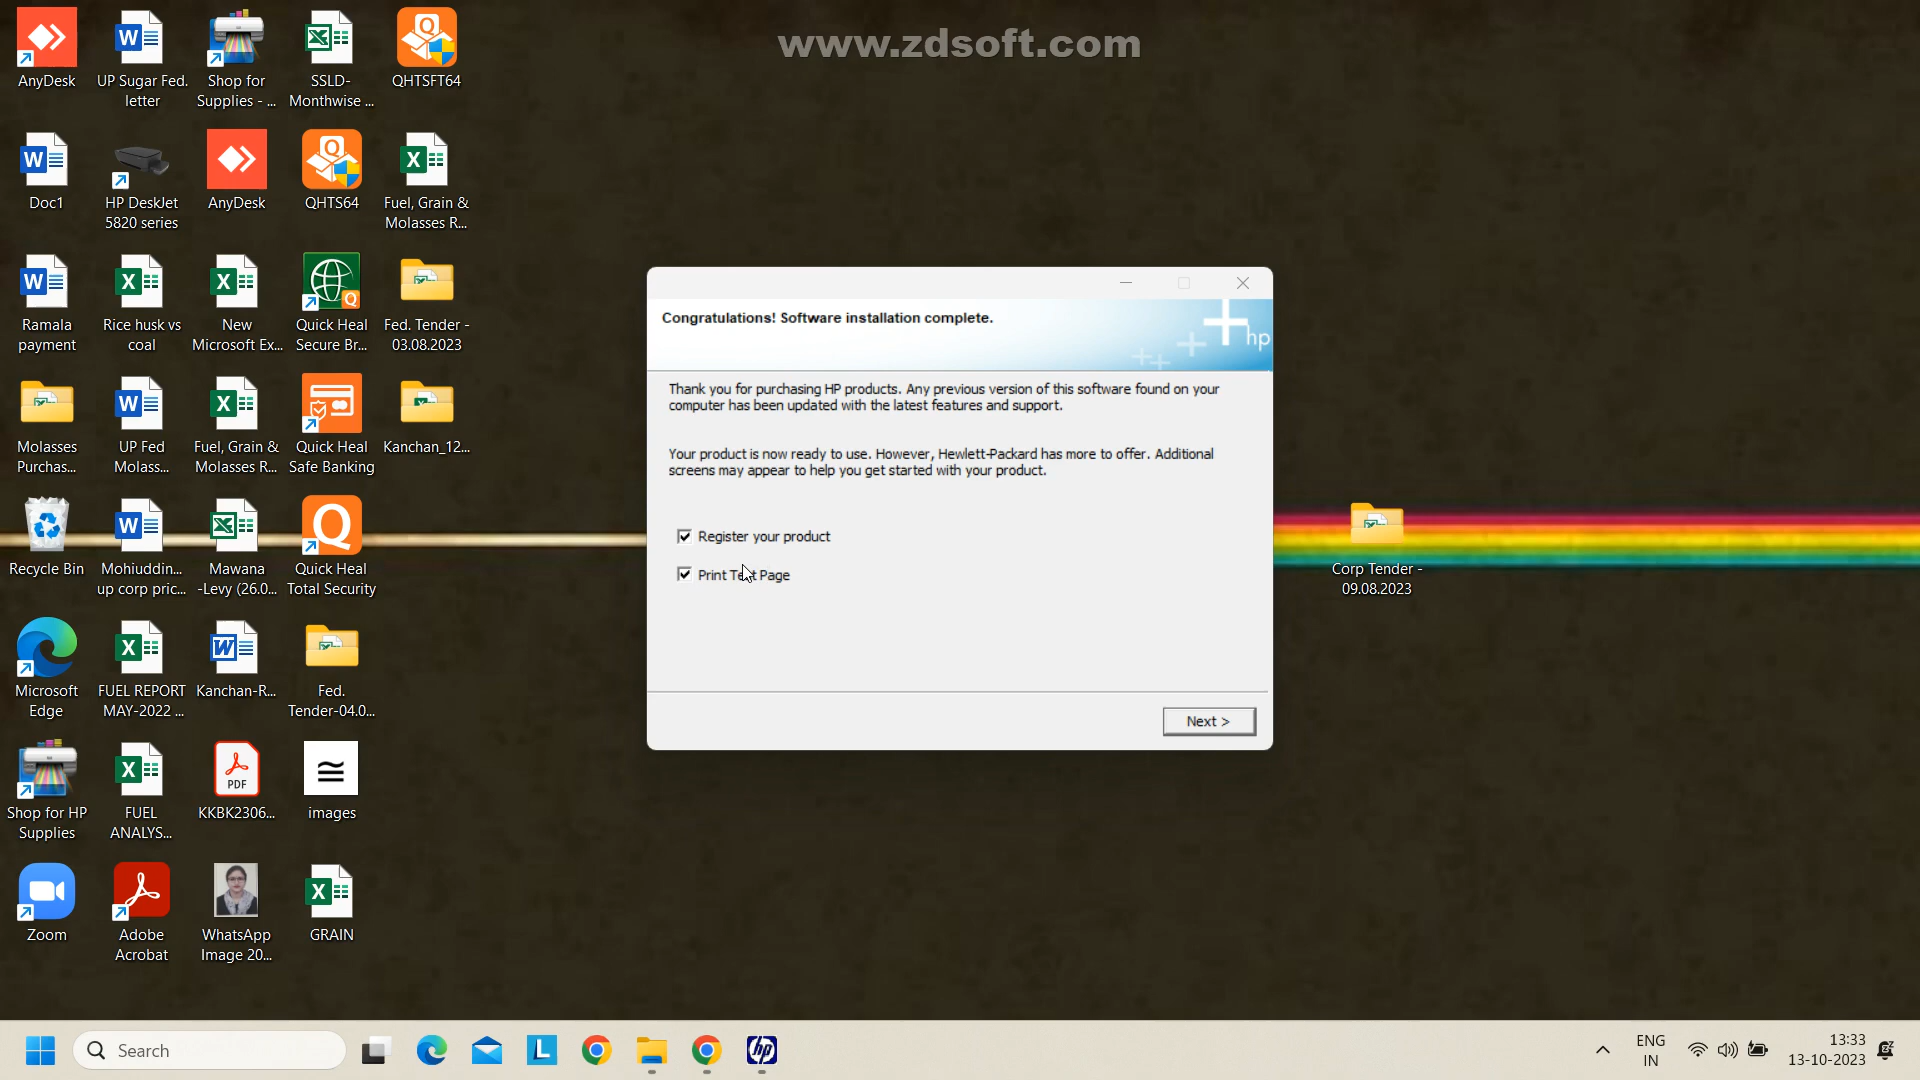 www.zdsoft.com
AnyDesk
UP Sugar Fed.
letter
Shop for
Supplies - ...
SSLD-
Monthwise ...
QHTSFT64
Doc1
HP DeskJet
5820 series
AnyDesk
QHTS64
Fuel, Grain &
Molasses R...
Ramala
payment
Rice husk vs
coal
New
Microsoft Ex...
Quick Heal
Secure Br...
Fed. Tender -
03.08.2023
Molasses
Purchas...
UP Fed
Molass...
Fuel, Grain &
Molasses R...
Quick Heal
Safe Banking
Kanchan_12...
Recycle Bin
Mohiuddin...
up corp pric...
Mawana
-Levy (26.0...
Quick Heal
Total Security
Microsoft
Edge
FUEL REPORT
MAY-2022 ...
Kanchan-R...
Fed.
Tender-04.0...
Shop for HP
Supplies
FUEL
ANALYS...
PDF
KKBK2306...
images
Zoom
Adobe
Acrobat
WhatsApp
Image 20...
GRAIN
Congratulations! Software installation complete.
hp
Thank you for purchasing HP products. Any previous version of this software found on your
computer has been updated with the latest features and support.
Your product is now ready to use. However, Hewlett-Packard has more to offer. Additional
screens may appear to help you get started with your product.
Register your product
Print Test Page
Next >
Corp Tender -
09.08.2023
Search
L
hp
ENG
IN
13:33
13-10-2023